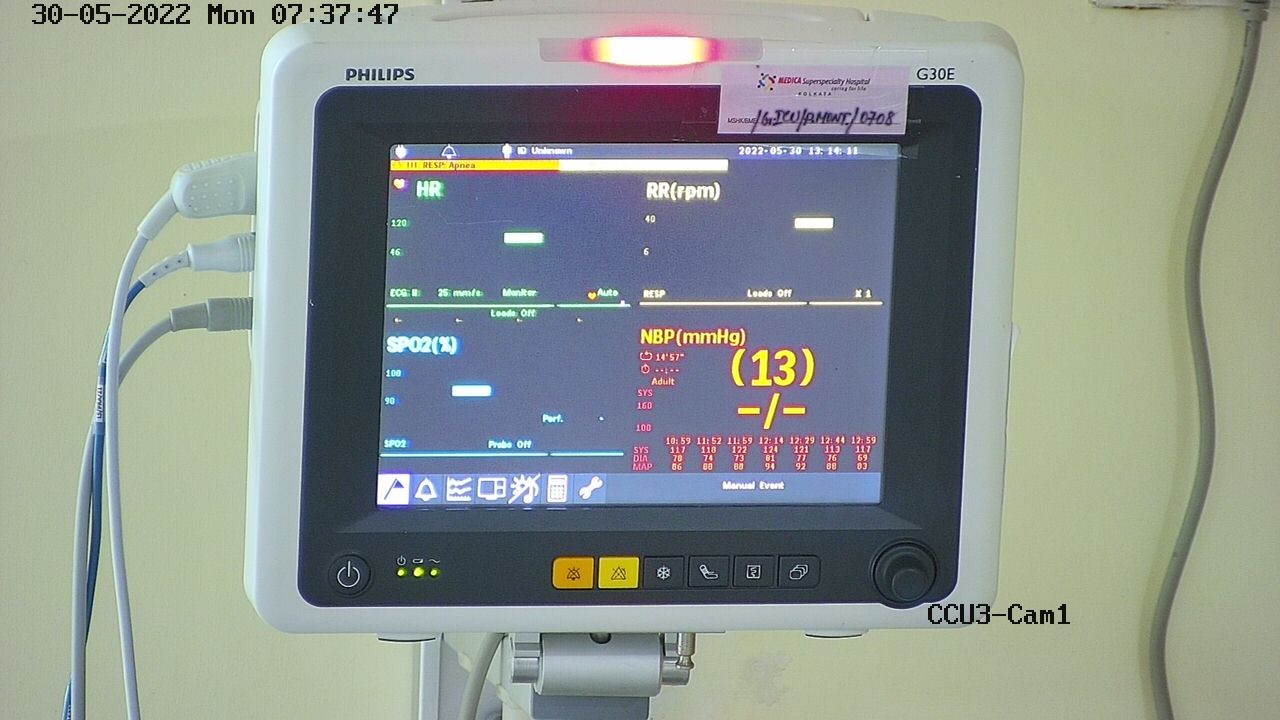 30-05-2022 Mon 07:37:47
PHILIPS
MEDICA Superspecialty Hospital
caring for life
KOLKATA
G30E
ID Unknown
2022-05-30 13:14:11
RESP: Apnea
HR
120
46
RR(rpm)
40
6
ECG: II: 25 mm/s: Monitor Auto
Leads Off
RESP Leads Off X 1
SPO2(%)
100
90
Perf. -
SPO2 Probe Off
NBP(mmHg)
14'57"
--:--
Adult
(13)
-/-
SYS
160
100
10:59 11:52 11:59 12:14 12:29 12:44 12:59
SYS 117 118 122 124 121 113 117
DIA 70 74 73 81 77 76 69
MAP 86 88 88 94 92 88 83
Manual Event
CCU3-Cam1